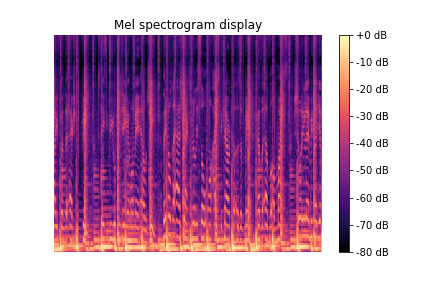 Mel spectrogram display
+0 dB
-10 dB
-20 dB
-30 dB
-40 dB
-50 dB
-60 dB
-70 dB
-80 dB